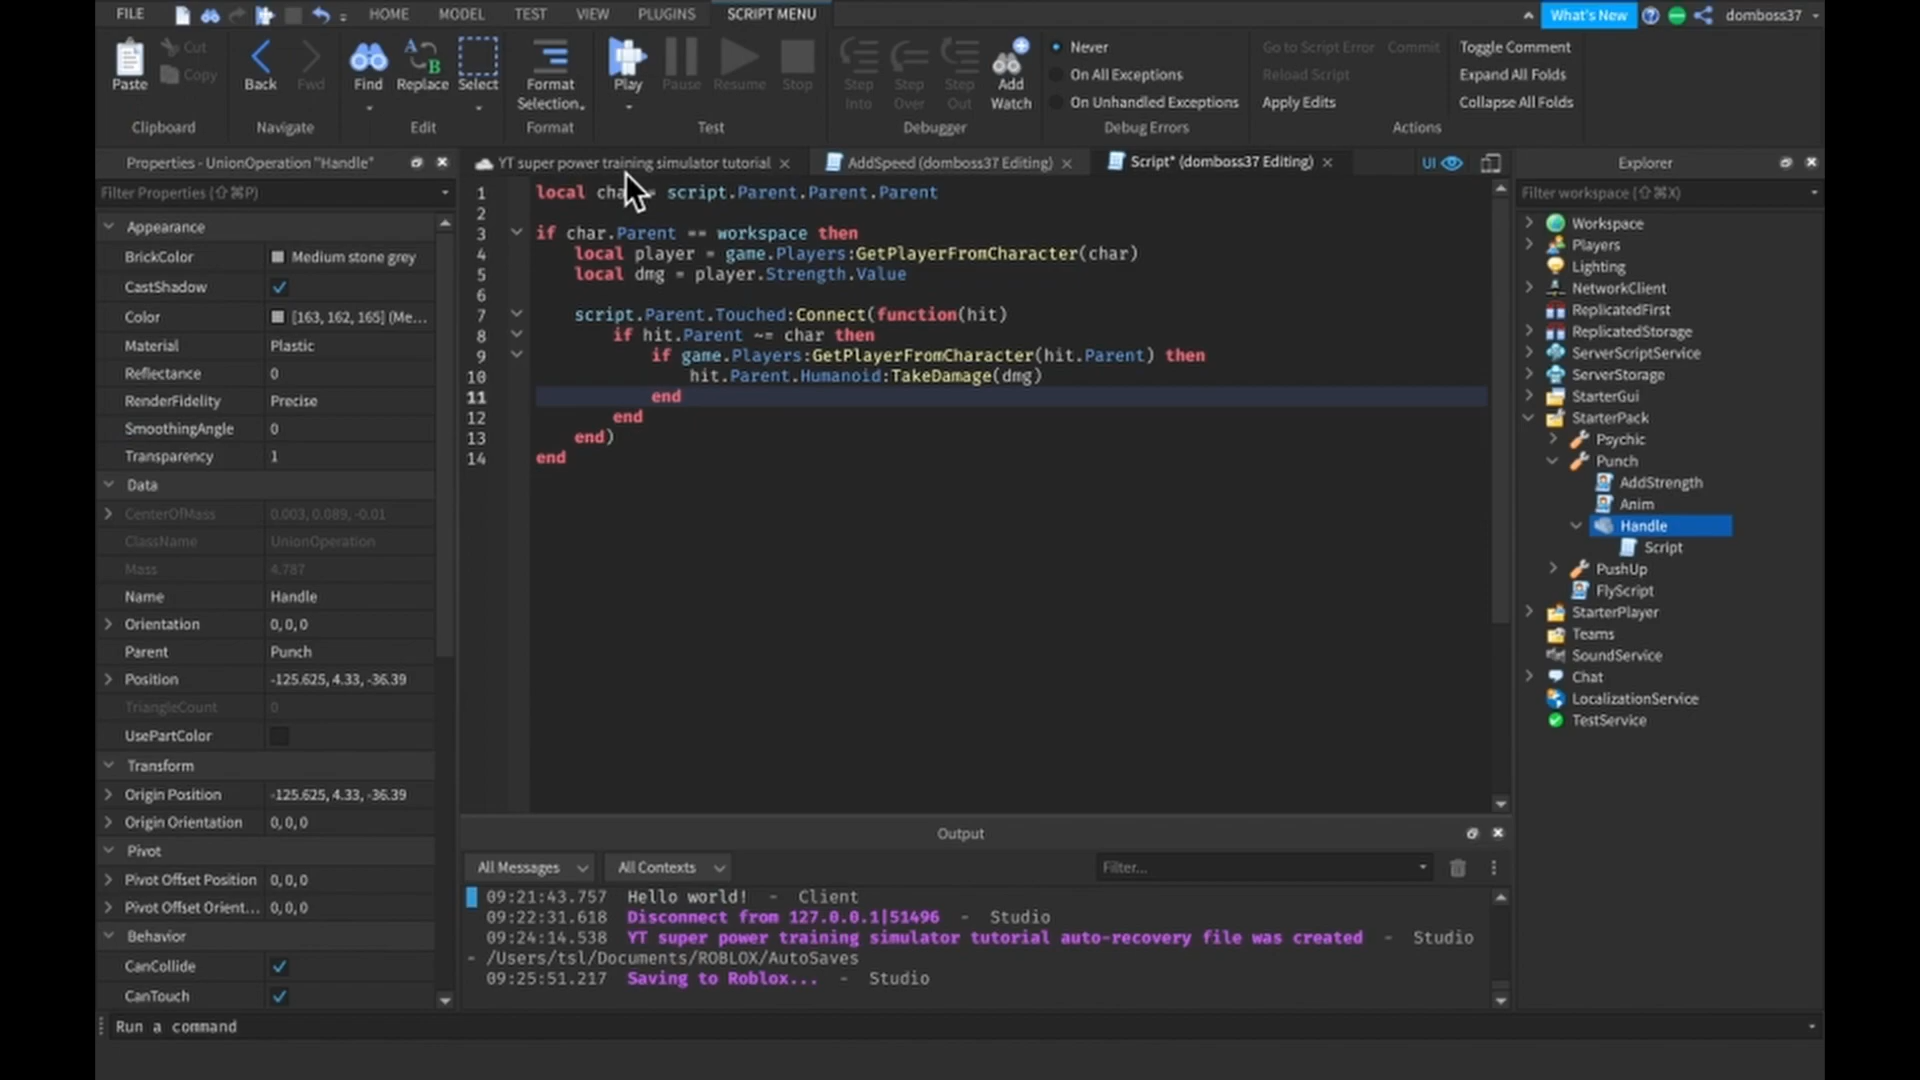 FILE HOME MODEL TEST VIEW PLUGINS SCRIPT MENU What's New domboss37
Paste Cut Copy Back Fwd Find Replace Select Format Selection Play Pause Resume Stop Step Into Step Over Step Out Add Watch
Never Go to Script Error Commit Toggle Comment
On All Exceptions Reload Script Expand All Folds
On Unhandled Exceptions Apply Edits Collapse All Folds
Clipboard Navigate Edit Format Test Debugger Debug Errors Actions
Properties - UnionOperation "Handle"
Filter Properties (⇧⌘P)
Appearance
BrickColor Medium stone grey
CastShadow
Color [163, 162, 165] (Me...
Material Plastic
Reflectance 0
RenderFidelity Precise
SmoothingAngle 0
Transparency 1
Data
CenterOfMass 0.003, 0.089, -0.01
ClassName UnionOperation
Mass 4.787
Name Handle
Orientation 0, 0, 0
Parent Punch
Position -125.625, 4.33, -36.39
TriangleCount 0
UsePartColor
Transform
Origin Position -125.625, 4.33, -36.39
Origin Orientation 0, 0, 0
Pivot
Pivot Offset Position 0, 0, 0
Pivot Offset Orient... 0, 0, 0
Behavior
CanCollide
CanTouch
YT super power training simulator tutorial AddSpeed (domboss37 Editing) Script* (domboss37 Editing) UI
1 local cha = script.Parent.Parent.Parent
2
3 if char.Parent == workspace then
4 local player = game.Players:GetPlayerFromCharacter(char)
5 local dmg = player.Strength.Value
6
7 script.Parent.Touched:Connect(function(hit)
8 if hit.Parent ~= char then
9 if game.Players:GetPlayerFromCharacter(hit.Parent) then
10 hit.Parent.Humanoid:TakeDamage(dmg)
11 end
12 end
13 end)
14 end
Output
All Messages All Contexts Filter...
09:21:43.757 Hello world! - Client
09:22:31.618 Disconnect from 127.0.0.1|51496 - Studio
09:24:14.538 YT super power training simulator tutorial auto-recovery file was created - Studio
- /Users/tsl/Documents/ROBLOX/AutoSaves
09:25:51.217 Saving to Roblox... - Studio
Explorer
Filter workspace (⇧⌘X)
Workspace
Players
Lighting
NetworkClient
ReplicatedFirst
ReplicatedStorage
ServerScriptService
ServerStorage
StarterGui
StarterPack
Psychic
Punch
AddStrength
Anim
Handle
Script
PushUp
FlyScript
StarterPlayer
Teams
SoundService
Chat
LocalizationService
TestService
Run a command